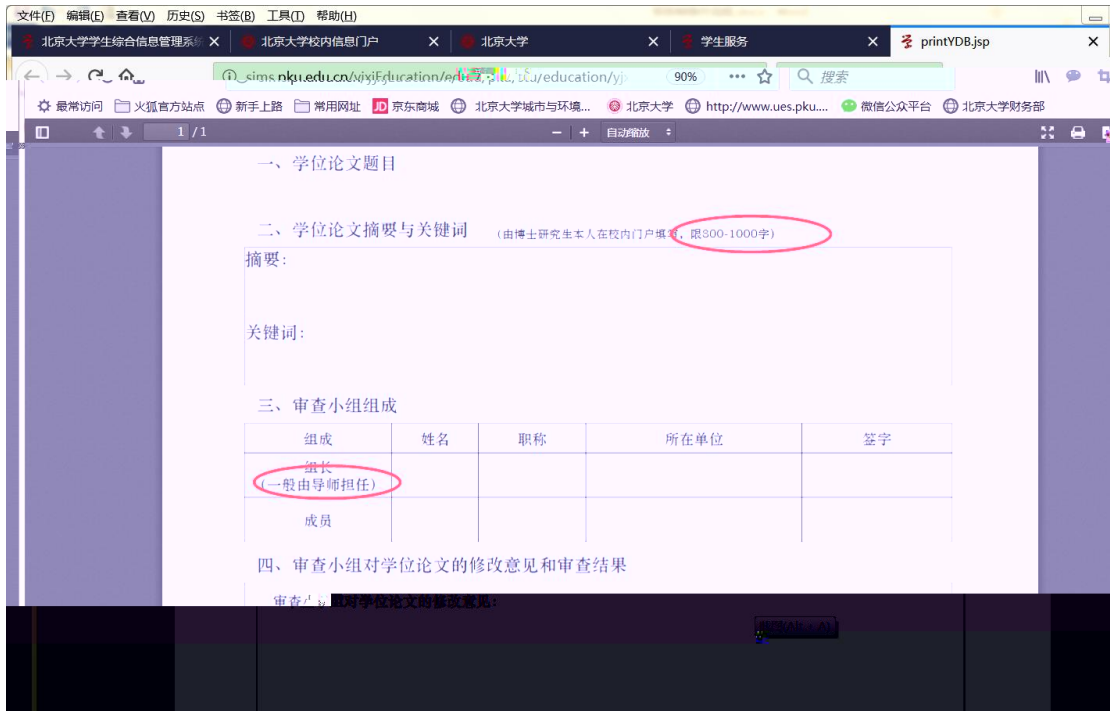 文件(F) 编辑(E) 查看(V) 历史(S) 书签(B) 工具(T) 帮助(H)
北京大学学生综合信息管理系统 北京大学校内信息门户 北京大学 学生服务 printYDB.jsp
sims.pku.edu.cn 90% 搜索
最常访问 火狐官方站点 新手上路 常用网址 JD 京东商城 北京大学城市与环境... 北京大学 http://www.ues.pku.... 微信公众平台 北京大学财务部
1 / 1 自动缩放
一、学位论文题目
二、学位论文摘要与关键词 (由博士研究生本人在校内门户填写，限800-1000字)
摘要:
关键词:
三、审查小组组成
组成 姓名 职称 所在单位 签字
组长
(一般由导师担任)
成员
四、审查小组对学位论文的修改意见和审查结果
审查小组对学位论文的修改意见: